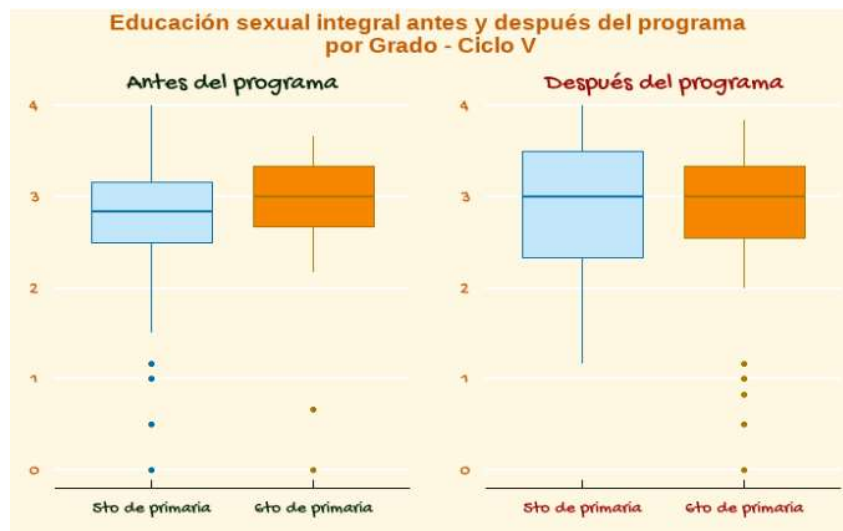 Educación sexual integral antes y después del programa
por Grado - Ciclo V
Antes del programa
Después del programa
4
3
2
1
0
4
3
2
1
0
5to de primaria
6to de primaria
5to de primaria
6to de primaria